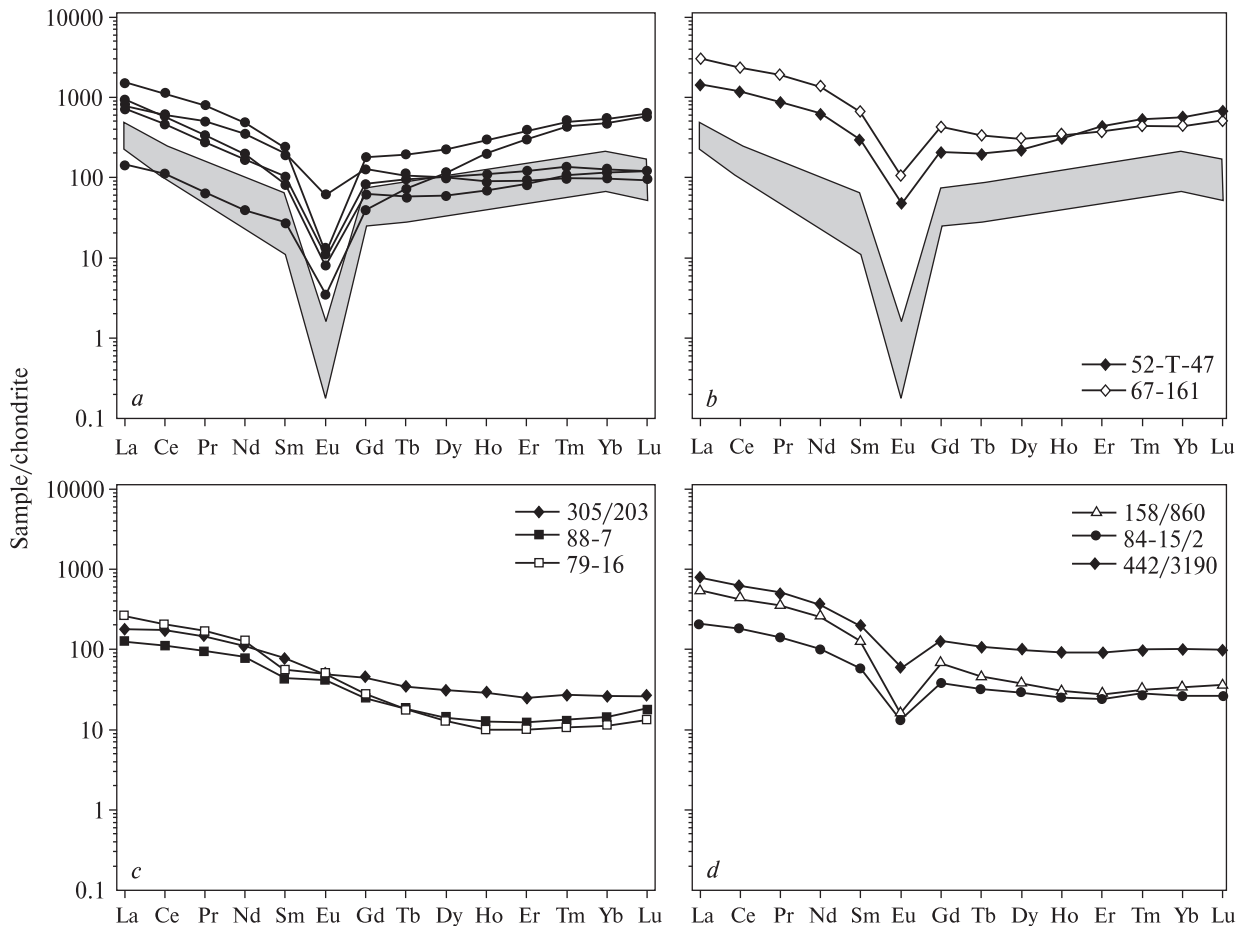 Sample/chondrite
10000
1000
100
10
1
0.1
a
La Ce Pr Nd Sm Eu Gd Tb Dy Ho Er Tm Yb Lu
52-T-47
67-161
b
La Ce Pr Nd Sm Eu Gd Tb Dy Ho Er Tm Yb Lu
10000
1000
100
10
1
0.1
305/203
88-7
79-16
c
La Ce Pr Nd Sm Eu Gd Tb Dy Ho Er Tm Yb Lu
158/860
84-15/2
442/3190
d
La Ce Pr Nd Sm Eu Gd Tb Dy Ho Er Tm Yb Lu